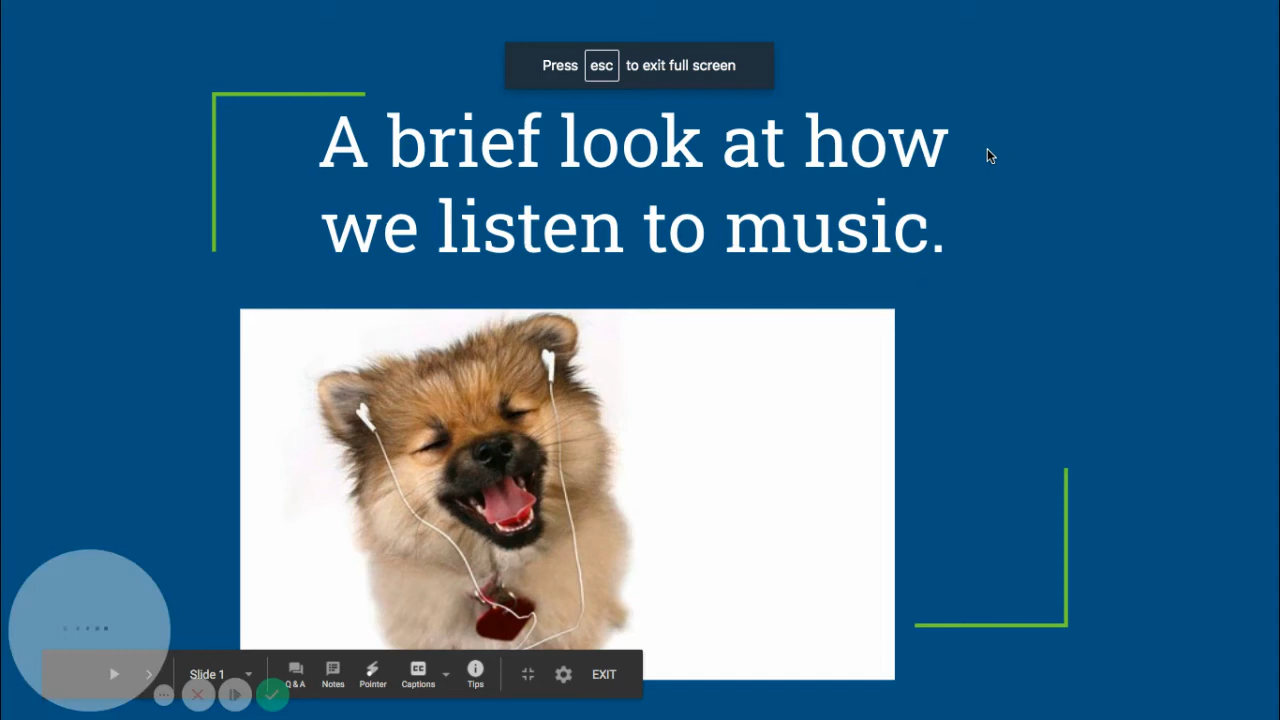 Press esc to exit full screen
A brief look at how
we listen to music.
Slide 1
Q & A
Notes
Pointer
Captions
Tips
EXIT